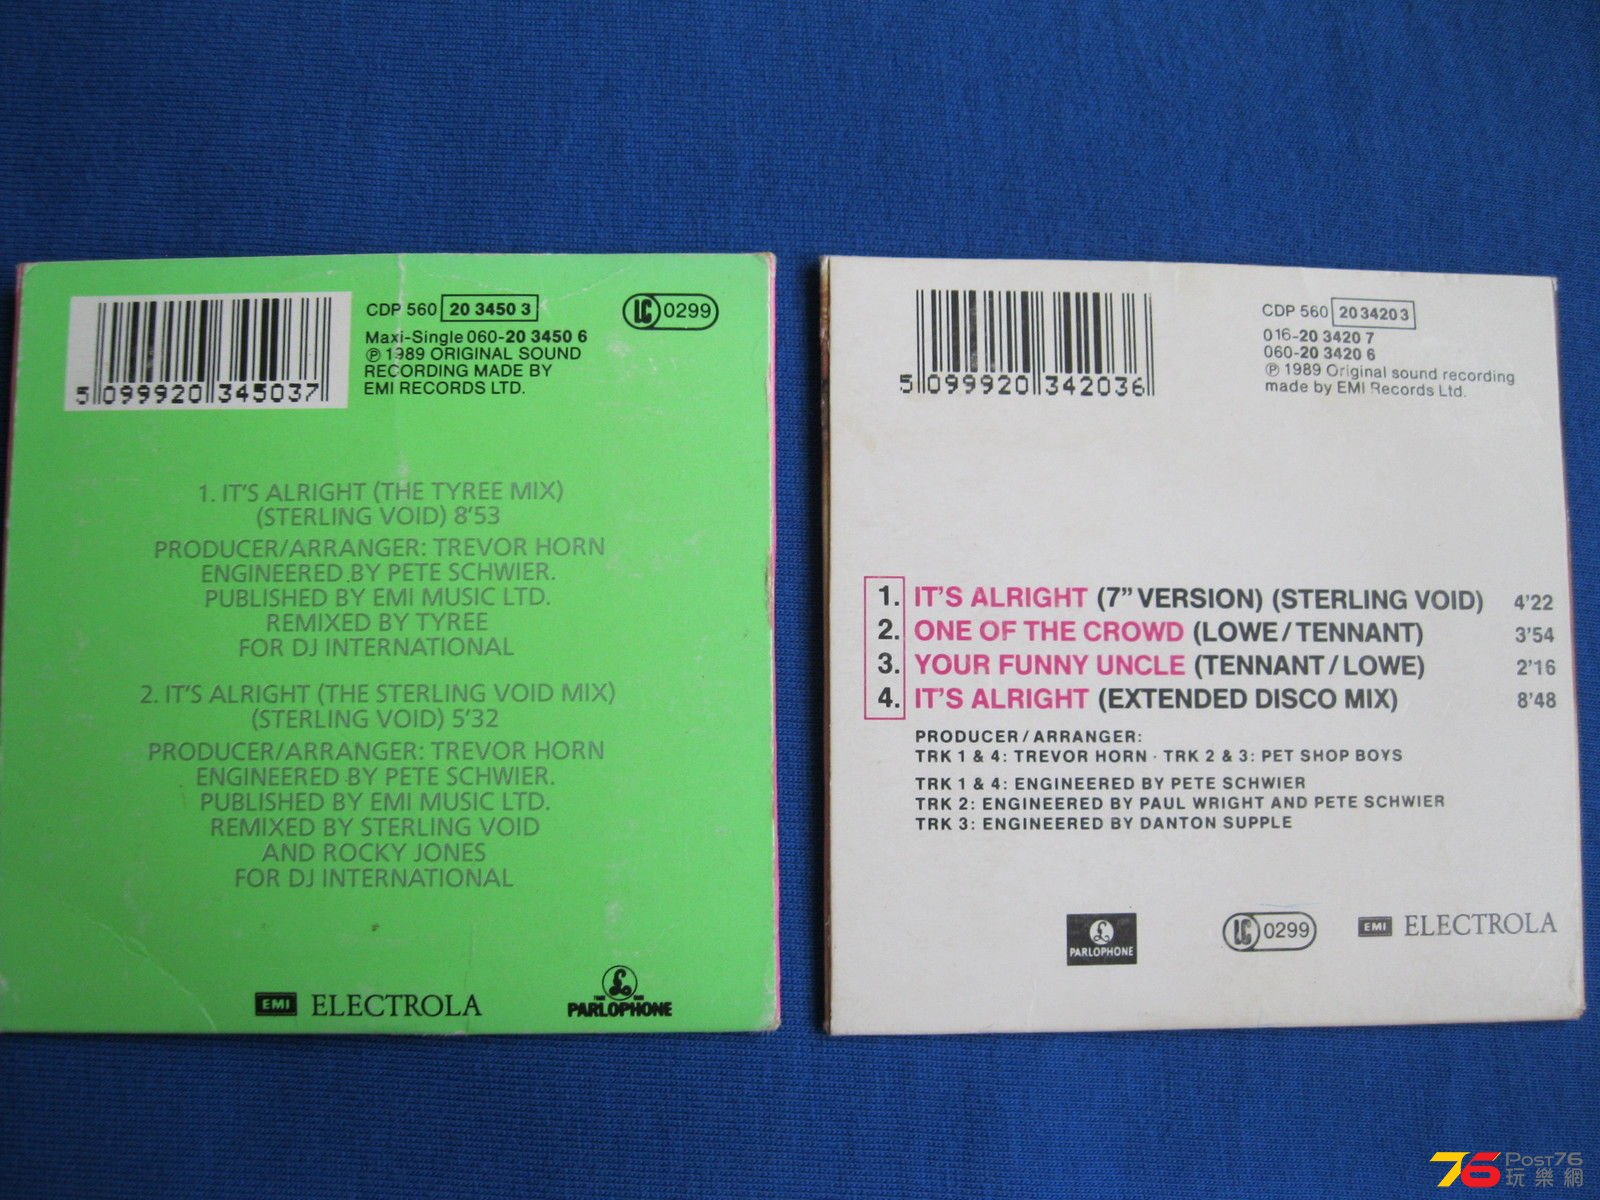 CDP 560 20 3450 3
LC 0299
Maxi-Single 060-20 3450 6
℗ 1989 ORIGINAL SOUND
RECORDING MADE BY
EMI RECORDS LTD.
5 099920 345037
1. IT'S ALRIGHT (THE TYREE MIX)
(STERLING VOID) 8'53
PRODUCER/ARRANGER: TREVOR HORN
ENGINEERED BY PETE SCHWIER.
PUBLISHED BY EMI MUSIC LTD.
REMIXED BY TYREE
FOR DJ INTERNATIONAL
2. IT'S ALRIGHT (THE STERLING VOID MIX)
(STERLING VOID) 5'32
PRODUCER/ARRANGER: TREVOR HORN
ENGINEERED BY PETE SCHWIER.
PUBLISHED BY EMI MUSIC LTD.
REMIXED BY STERLING VOID
AND ROCKY JONES
FOR DJ INTERNATIONAL
EMI ELECTROLA
PARLOPHONE
CDP 560 20 3420 3
016-20 3420 7
060-20 3420 6
℗ 1989 Original sound recording
made by EMI Records Ltd.
5 099920 342036
1. IT'S ALRIGHT (7" VERSION) (STERLING VOID) 4'22
2. ONE OF THE CROWD (LOWE / TENNANT) 3'54
3. YOUR FUNNY UNCLE (TENNANT / LOWE) 2'16
4. IT'S ALRIGHT (EXTENDED DISCO MIX) 8'48
PRODUCER / ARRANGER:
TRK 1 & 4: TREVOR HORN · TRK 2 & 3: PET SHOP BOYS
TRK 1 & 4: ENGINEERED BY PETE SCHWIER
TRK 2: ENGINEERED BY PAUL WRIGHT AND PETE SCHWIER
TRK 3: ENGINEERED BY DANTON SUPPLE
PARLOPHONE
LC 0299
EMI ELECTROLA
76 POST76
玩樂網